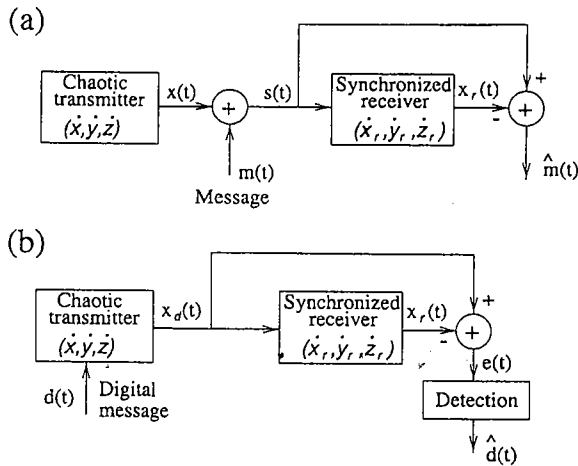 (a)
Chaotic
transmitter
(ẋ,ẏ,ż)
x(t)
+
s(t)
m(t)
Message
Synchronized
receiver
(ẋᵣ,ẏᵣ,żᵣ)
xᵣ(t)
+
-
+
m̂(t)
(b)
Chaotic
transmitter
(ẋ,ẏ,ż)
d(t)
Digital
message
x_d(t)
Synchronized
receiver
(ẋᵣ,ẏᵣ,żᵣ)
xᵣ(t)
+
-
+
e(t)
Detection
d̂(t)